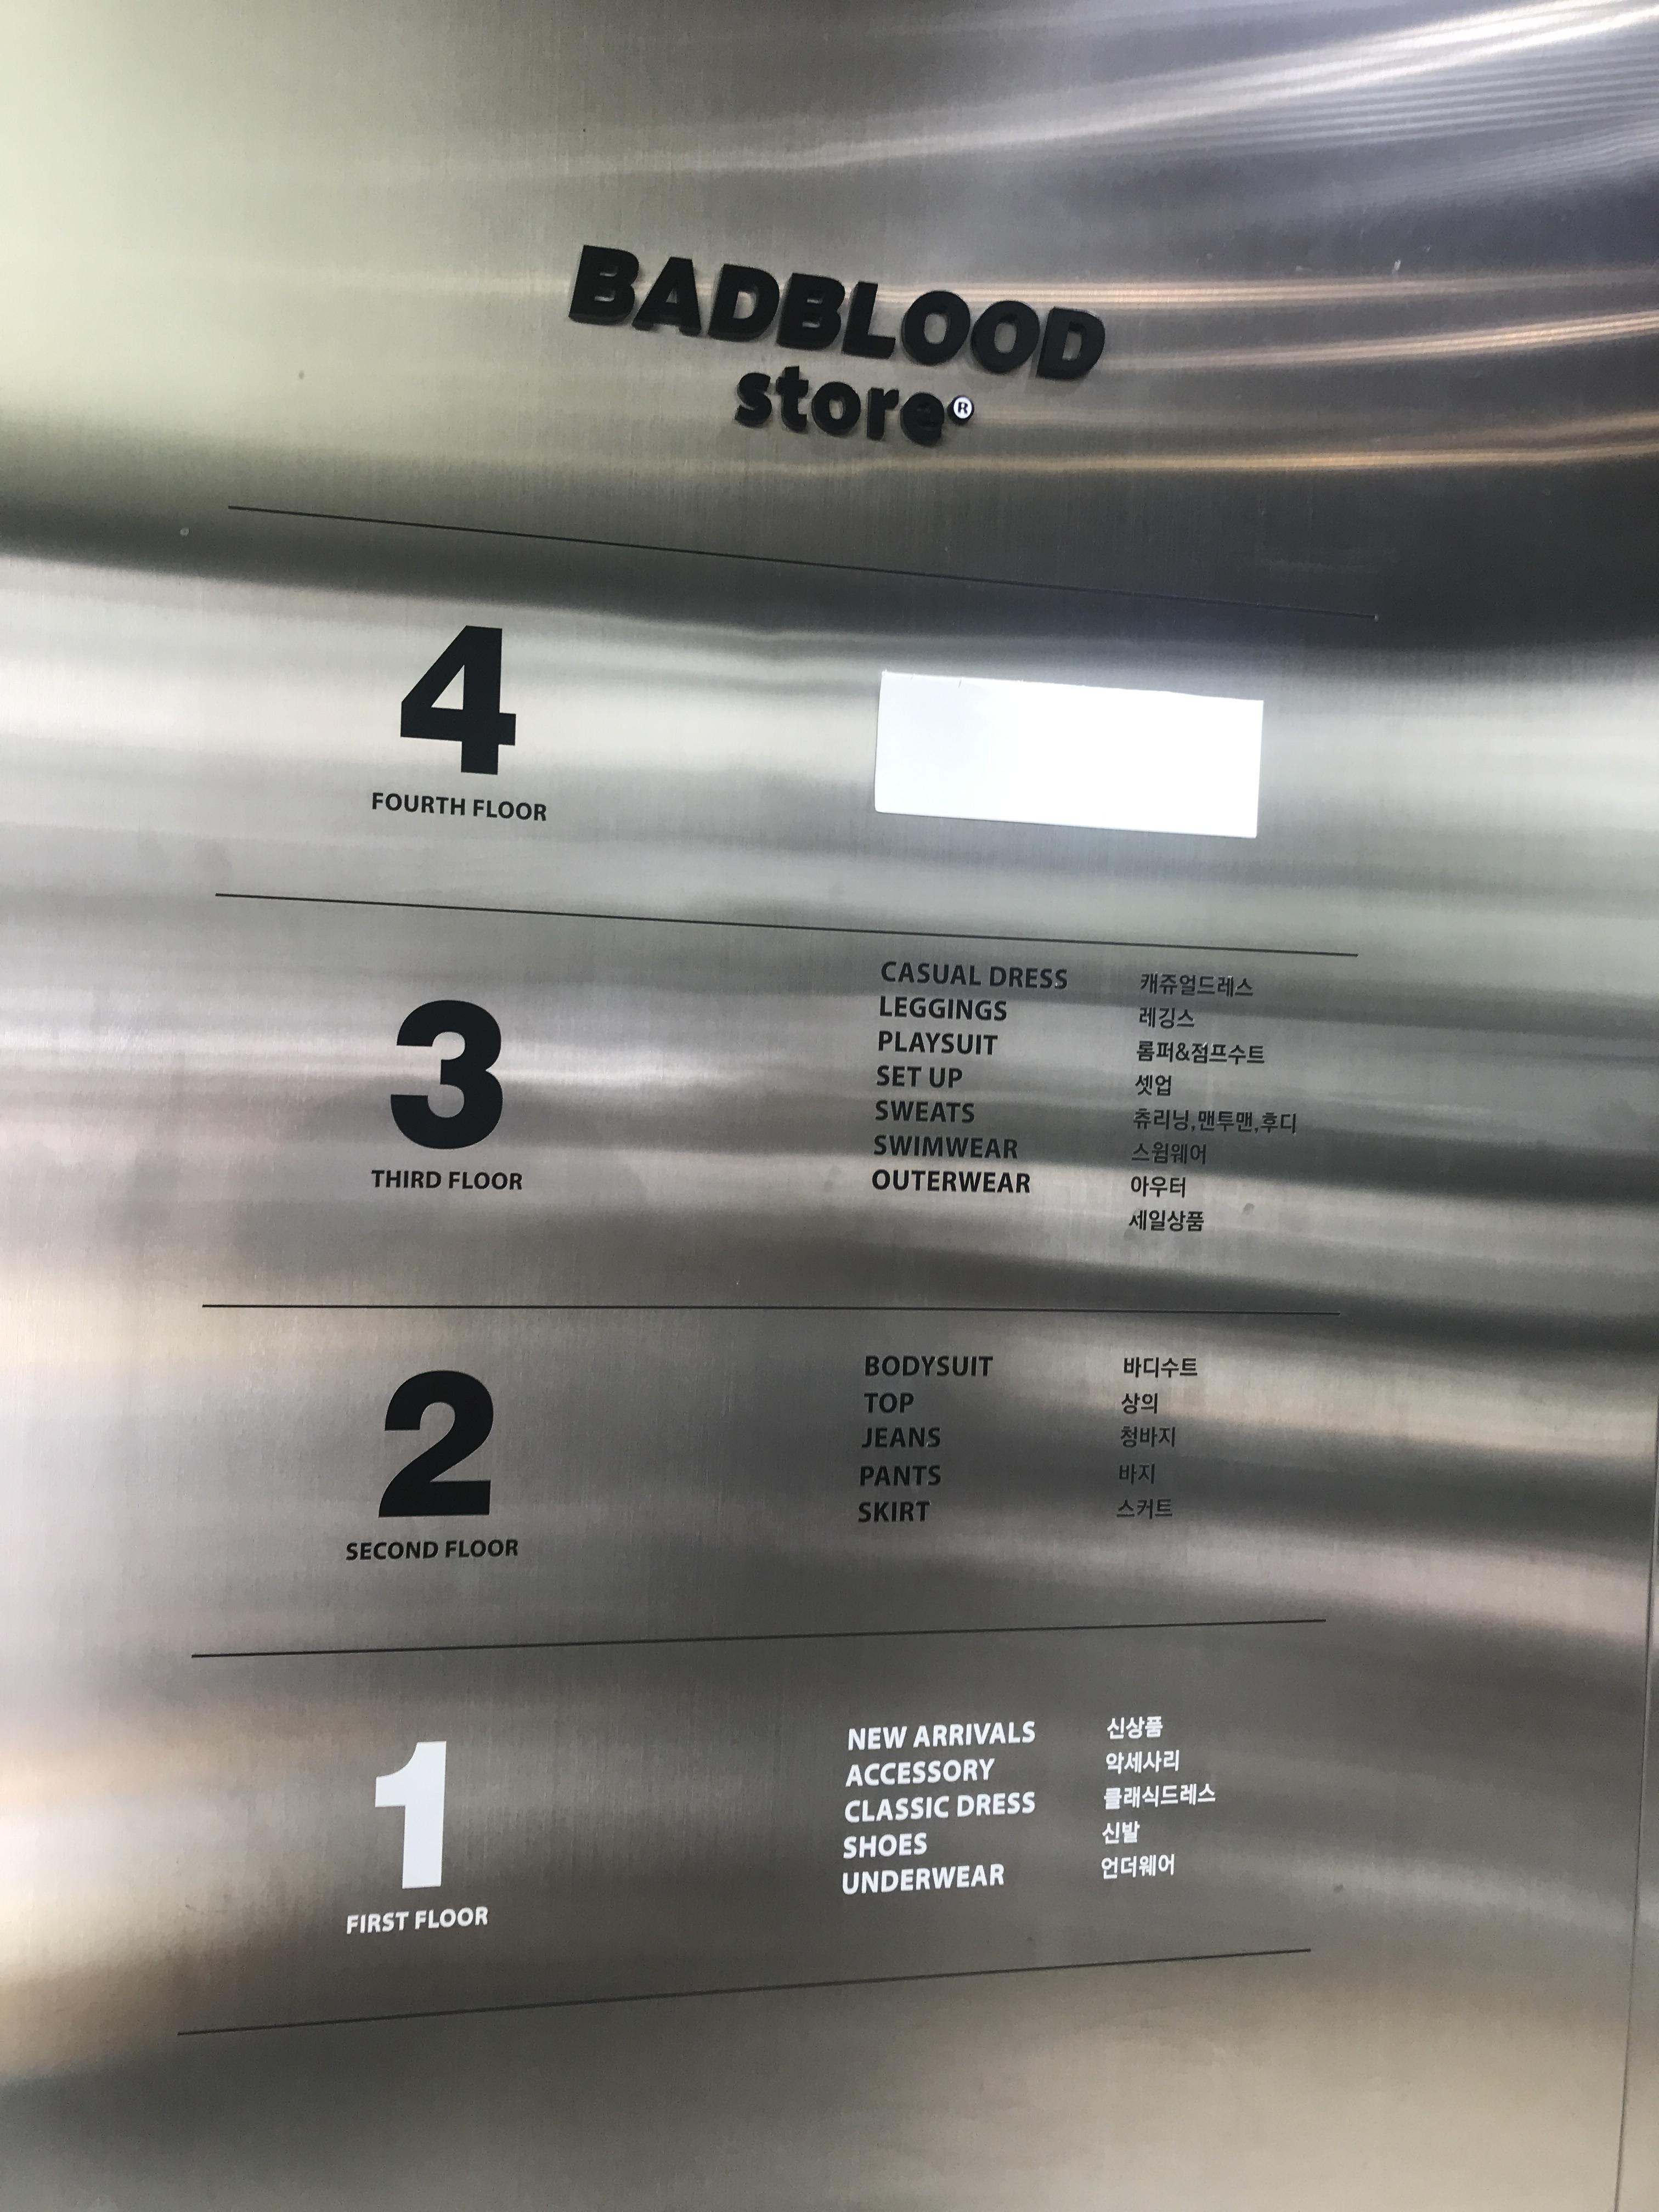 BADBLOOD
store®
4
FOURTH FLOOR
3
THIRD FLOOR
CASUAL DRESS 캐쥬얼드레스
LEGGINGS 레깅스
PLAYSUIT 롬퍼&점프수트
SET UP 셋업
SWEATS 츄리닝,맨투맨,후디
SWIMWEAR 스윔웨어
OUTERWEAR 아우터
세일상품
2
SECOND FLOOR
BODYSUIT 바디수트
TOP 상의
JEANS 청바지
PANTS 바지
SKIRT 스커트
1
FIRST FLOOR
NEW ARRIVALS 신상품
ACCESSORY 악세사리
CLASSIC DRESS 클래식드레스
SHOES 신발
UNDERWEAR 언더웨어